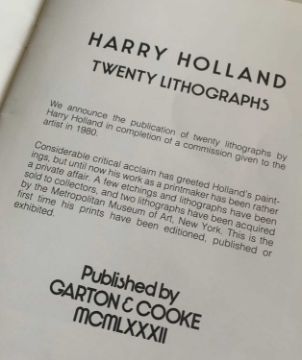 HARRY HOLLAND
TWENTY LITHOGRAPHS
We announce the publication of twenty lithographs by
Harry Holland in completion of a commission given to the
artist in 1980.
Considerable critical acclaim has greeted Holland's paint-
ings, but until now his work as a printmaker has been rather
a private affair. A few etchings and lithographs have been
sold to collectors, and two lithographs have been acquired
by the Metropolitan Museum of Art, New York. This is the
first time his prints have been editioned, published or
exhibited.
Published by
GARTON & COOKE
MCMLXXXII